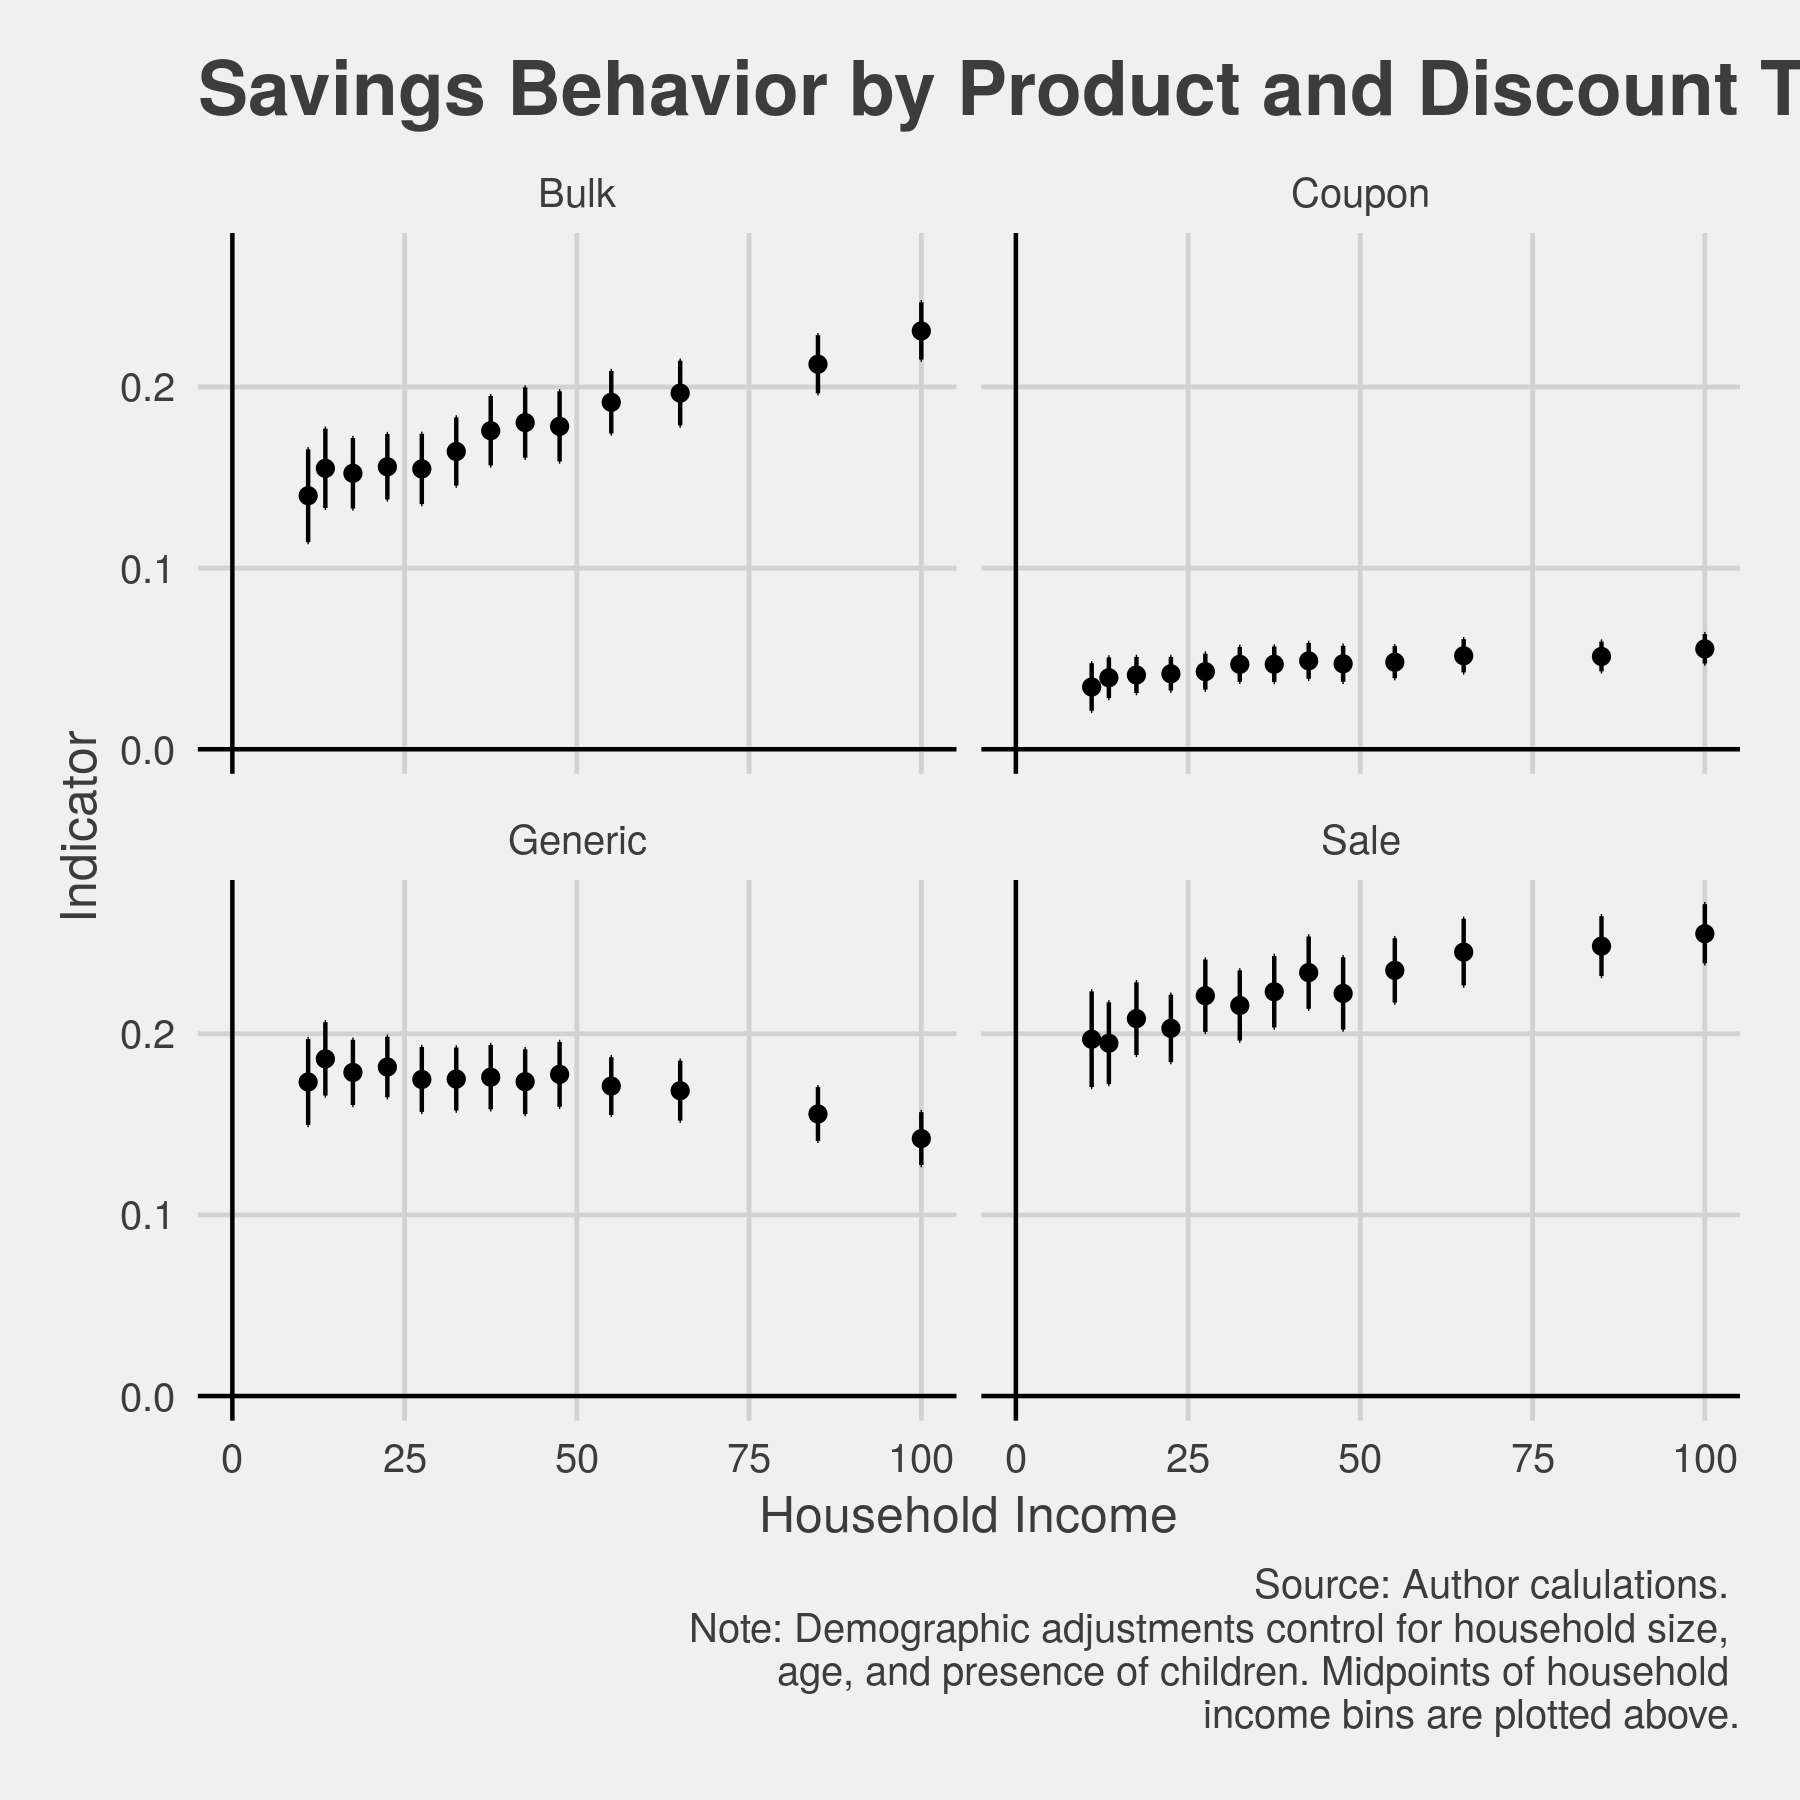 Savings Behavior by Product and Discount T
Bulk
Coupon
0.2
0.1
0.0
Indicator
Generic
Sale
0.2
0.1
0.0
0 25 50 75 100 0 25 50 75 100
Household Income
Source: Author calulations.
Note: Demographic adjustments control for household size,
age, and presence of children. Midpoints of household
income bins are plotted above.